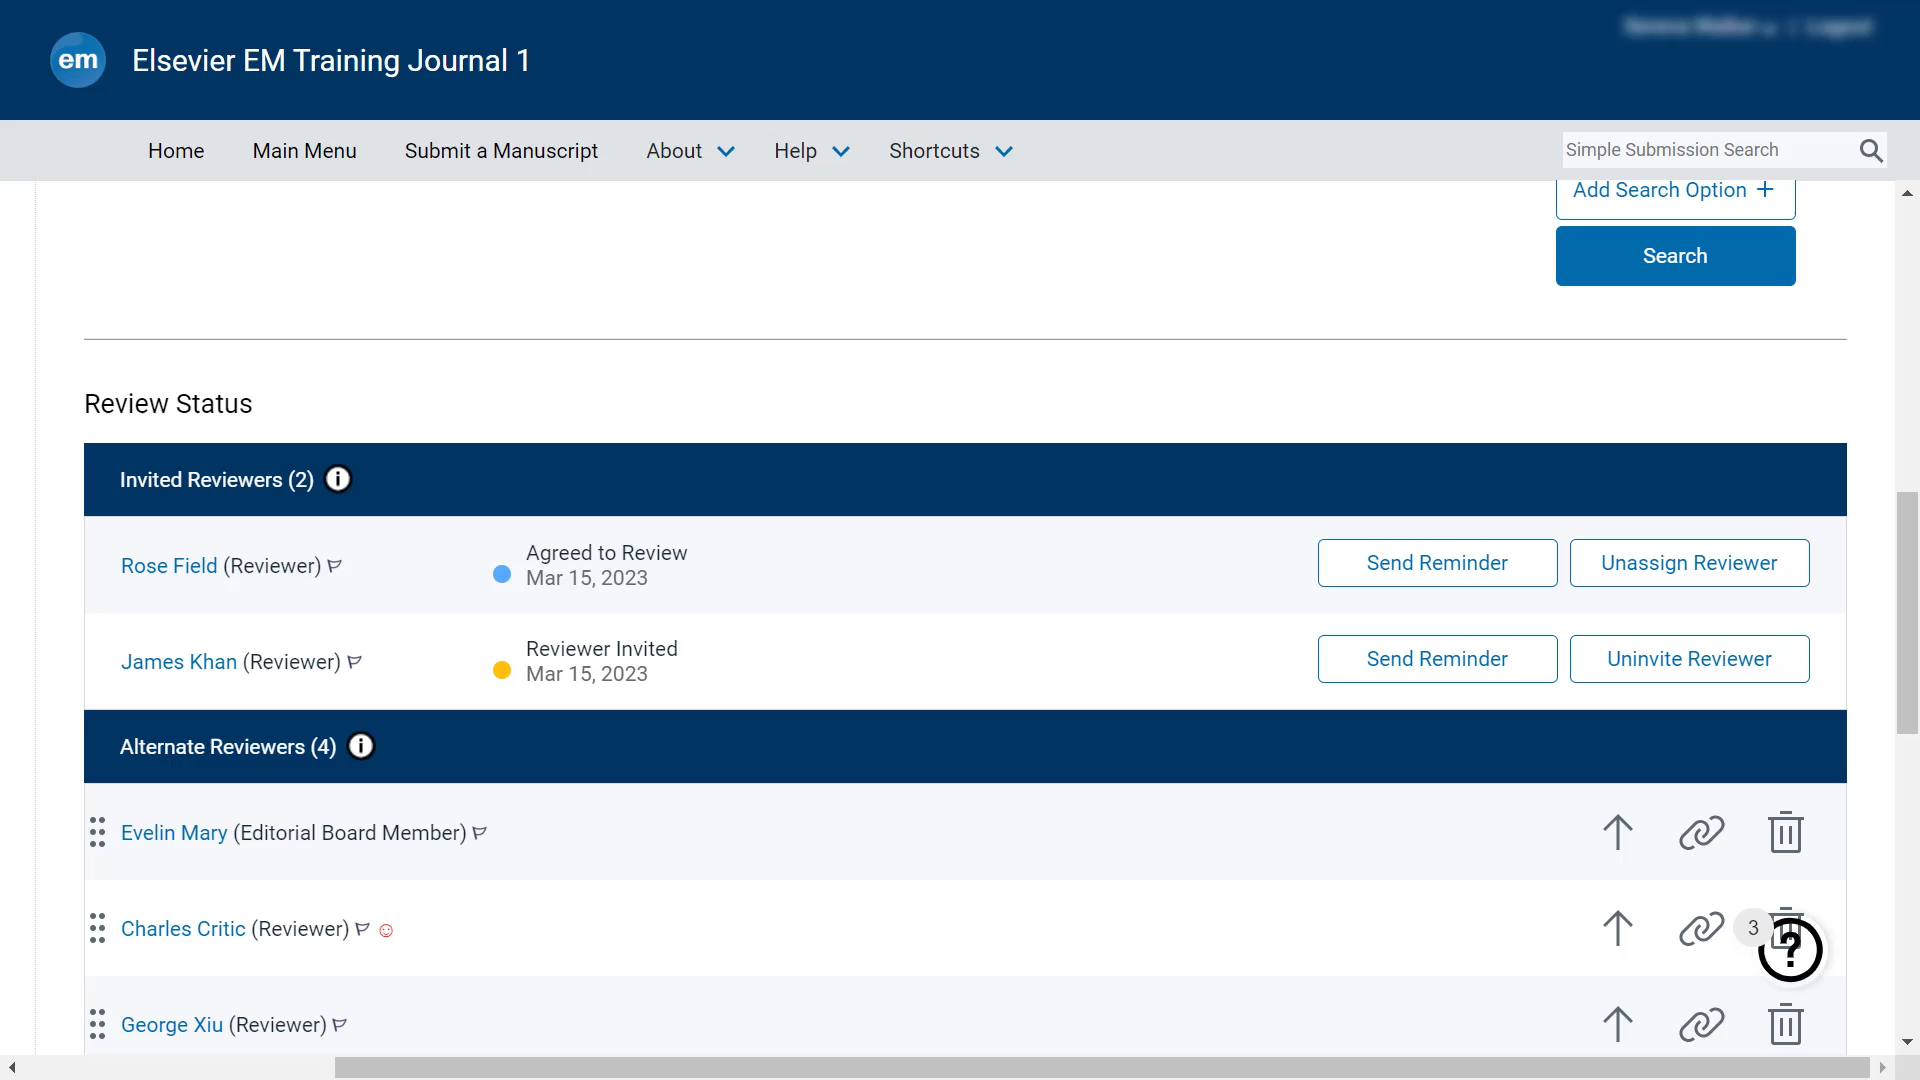 em
Elsevier EM Training Journal 1
Home Main Menu Submit a Manuscript About Help Shortcuts Simple Submission Search
Add Search Option +
Search
Review Status
Invited Reviewers (2) i
Rose Field (Reviewer)
Agreed to Review
Mar 15, 2023
Send Reminder Unassign Reviewer
James Khan (Reviewer)
Reviewer Invited
Mar 15, 2023
Send Reminder Uninvite Reviewer
Alternate Reviewers (4) i
Evelin Mary (Editorial Board Member)
Charles Critic (Reviewer)
3 ?
George Xiu (Reviewer)